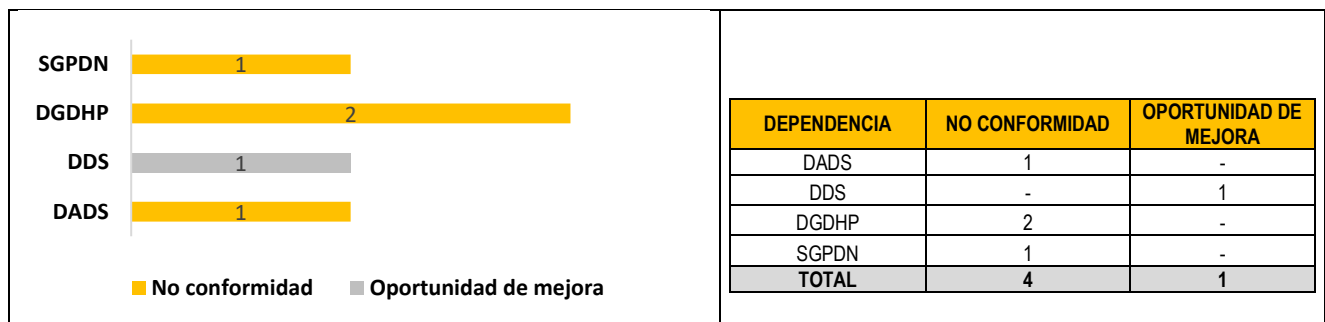 SGPDN 1
DGDHP 2
DDS 1
DADS 1
No conformidad Oportunidad de mejora
DEPENDENCIA NO CONFORMIDAD OPORTUNIDAD DE MEJORA
DADS 1 -
DDS - 1
DGDHP 2 -
SGPDN 1 -
TOTAL 4 1